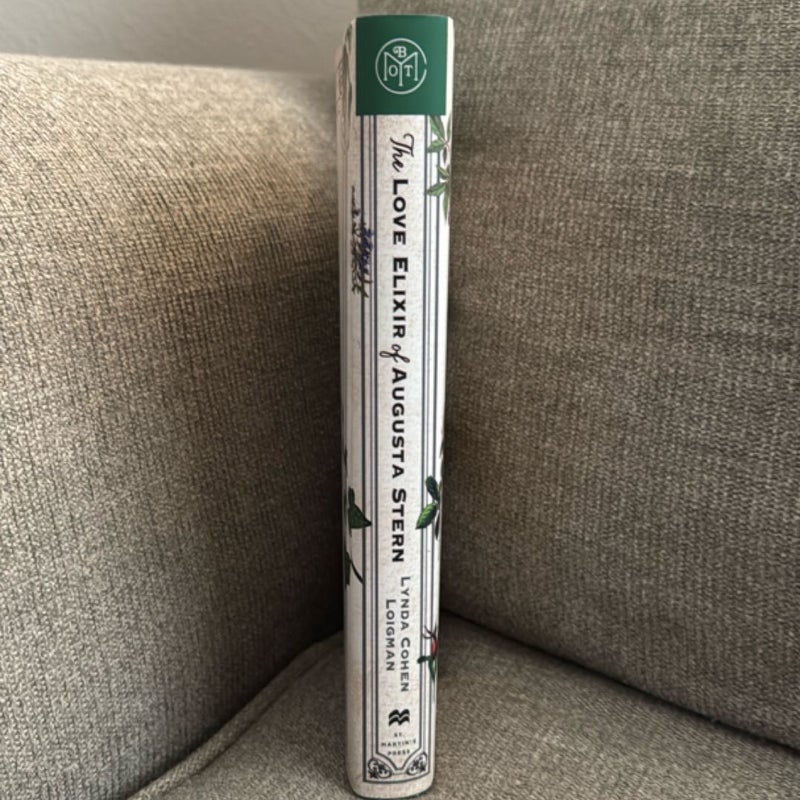 BOTM
The LOVE ELIXIR of AUGUSTA STERN
LYNDA COHEN
LOIGMAN
ST.
MARTIN'S
PRESS